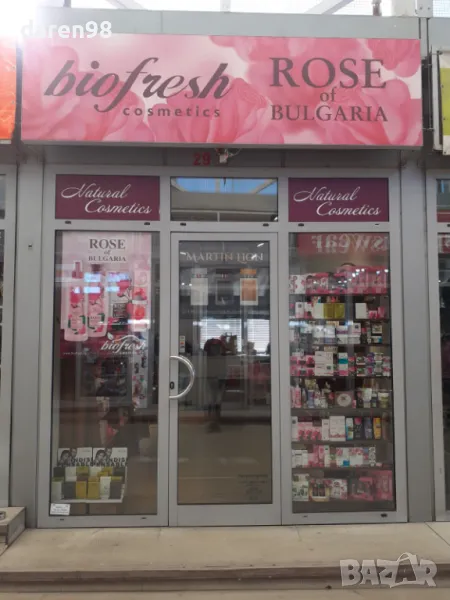 daren98
biofresh
cosmetics
ROSE
of
BULGARIA
29
Natural
Cosmetics
Natural
Cosmetics
MARTIN LION
ROSE
of
BULGARIA
biofresh
BAZAR